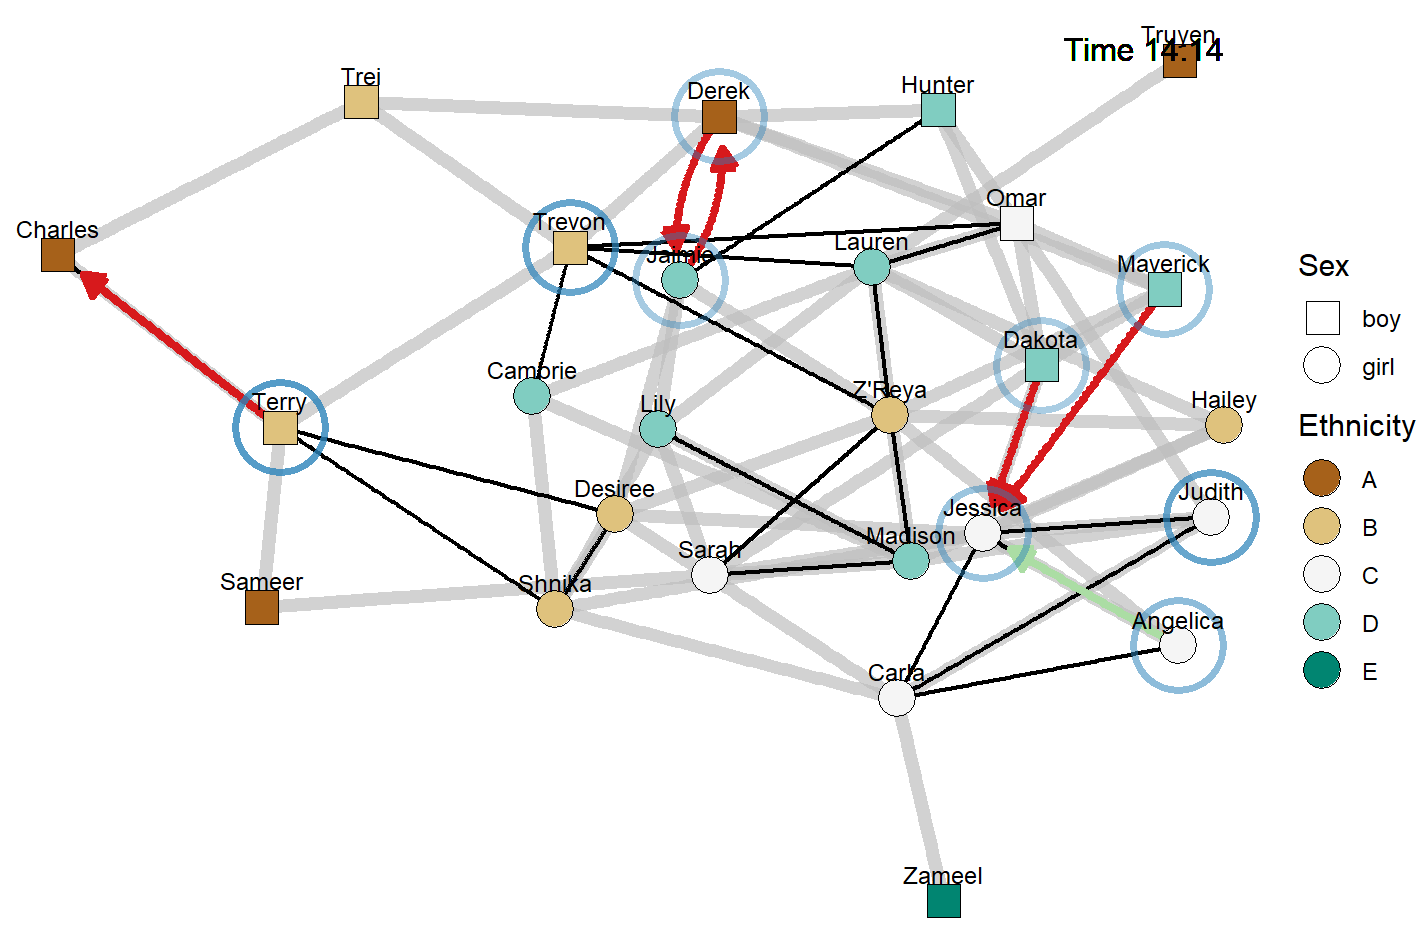 Truyen
Time 14:14
Trei
Derek
Hunter
Omar
Charles
Trevon
Jaimie
Lauren
Maverick
Sex
boy
girl
Dakota
Cambrie
Lily
Z'Reya
Hailey
Terry
Ethnicity
A
B
C
D
E
Desiree
Jessica
Judith
Madison
Sarah
Sameer
Shnika
Angelica
Carla
Zameel